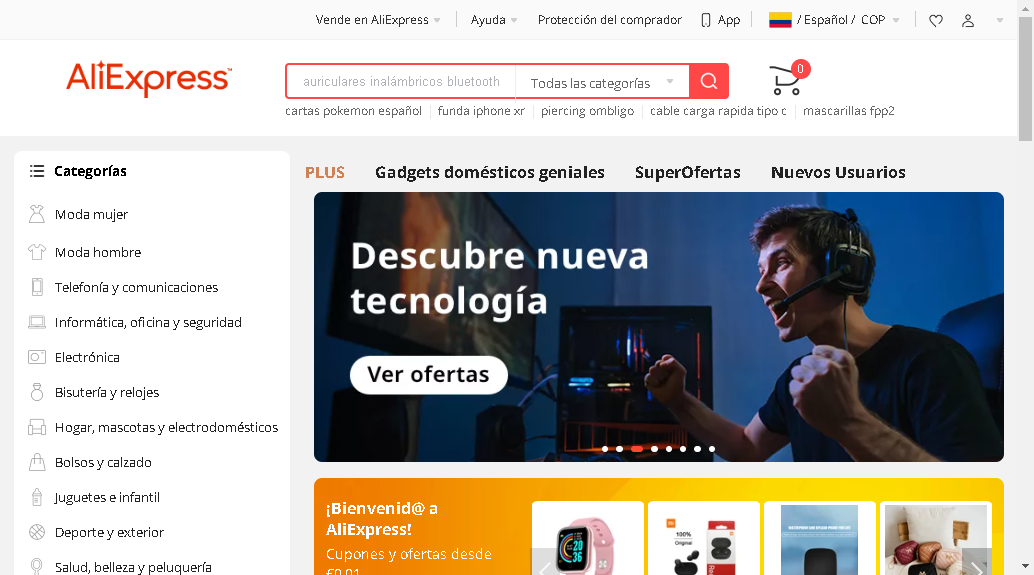 Vende en AliExpress
Ayuda
Protección del comprador
App
/ Español / COP
AliExpress™
auriculares inalámbricos bluetooth
Todas las categorías
0
cartas pokemon español
funda iphone xr
piercing ombligo
cable carga rapida tipo c
mascarillas fpp2
Categorías
PLUS
Gadgets domésticos geniales
SuperOfertas
Nuevos Usuarios
Moda mujer
Moda hombre
Telefonía y comunicaciones
Informática, oficina y seguridad
Electrónica
Bisutería y relojes
Hogar, mascotas y electrodomésticos
Bolsos y calzado
Juguetes e infantil
Deporte y exterior
Salud, belleza y peluquería
Descubre nueva
tecnología
Ver ofertas
¡Bienvenid@ a
AliExpress!
Cupones y ofertas desde
€0,01
100%
Original